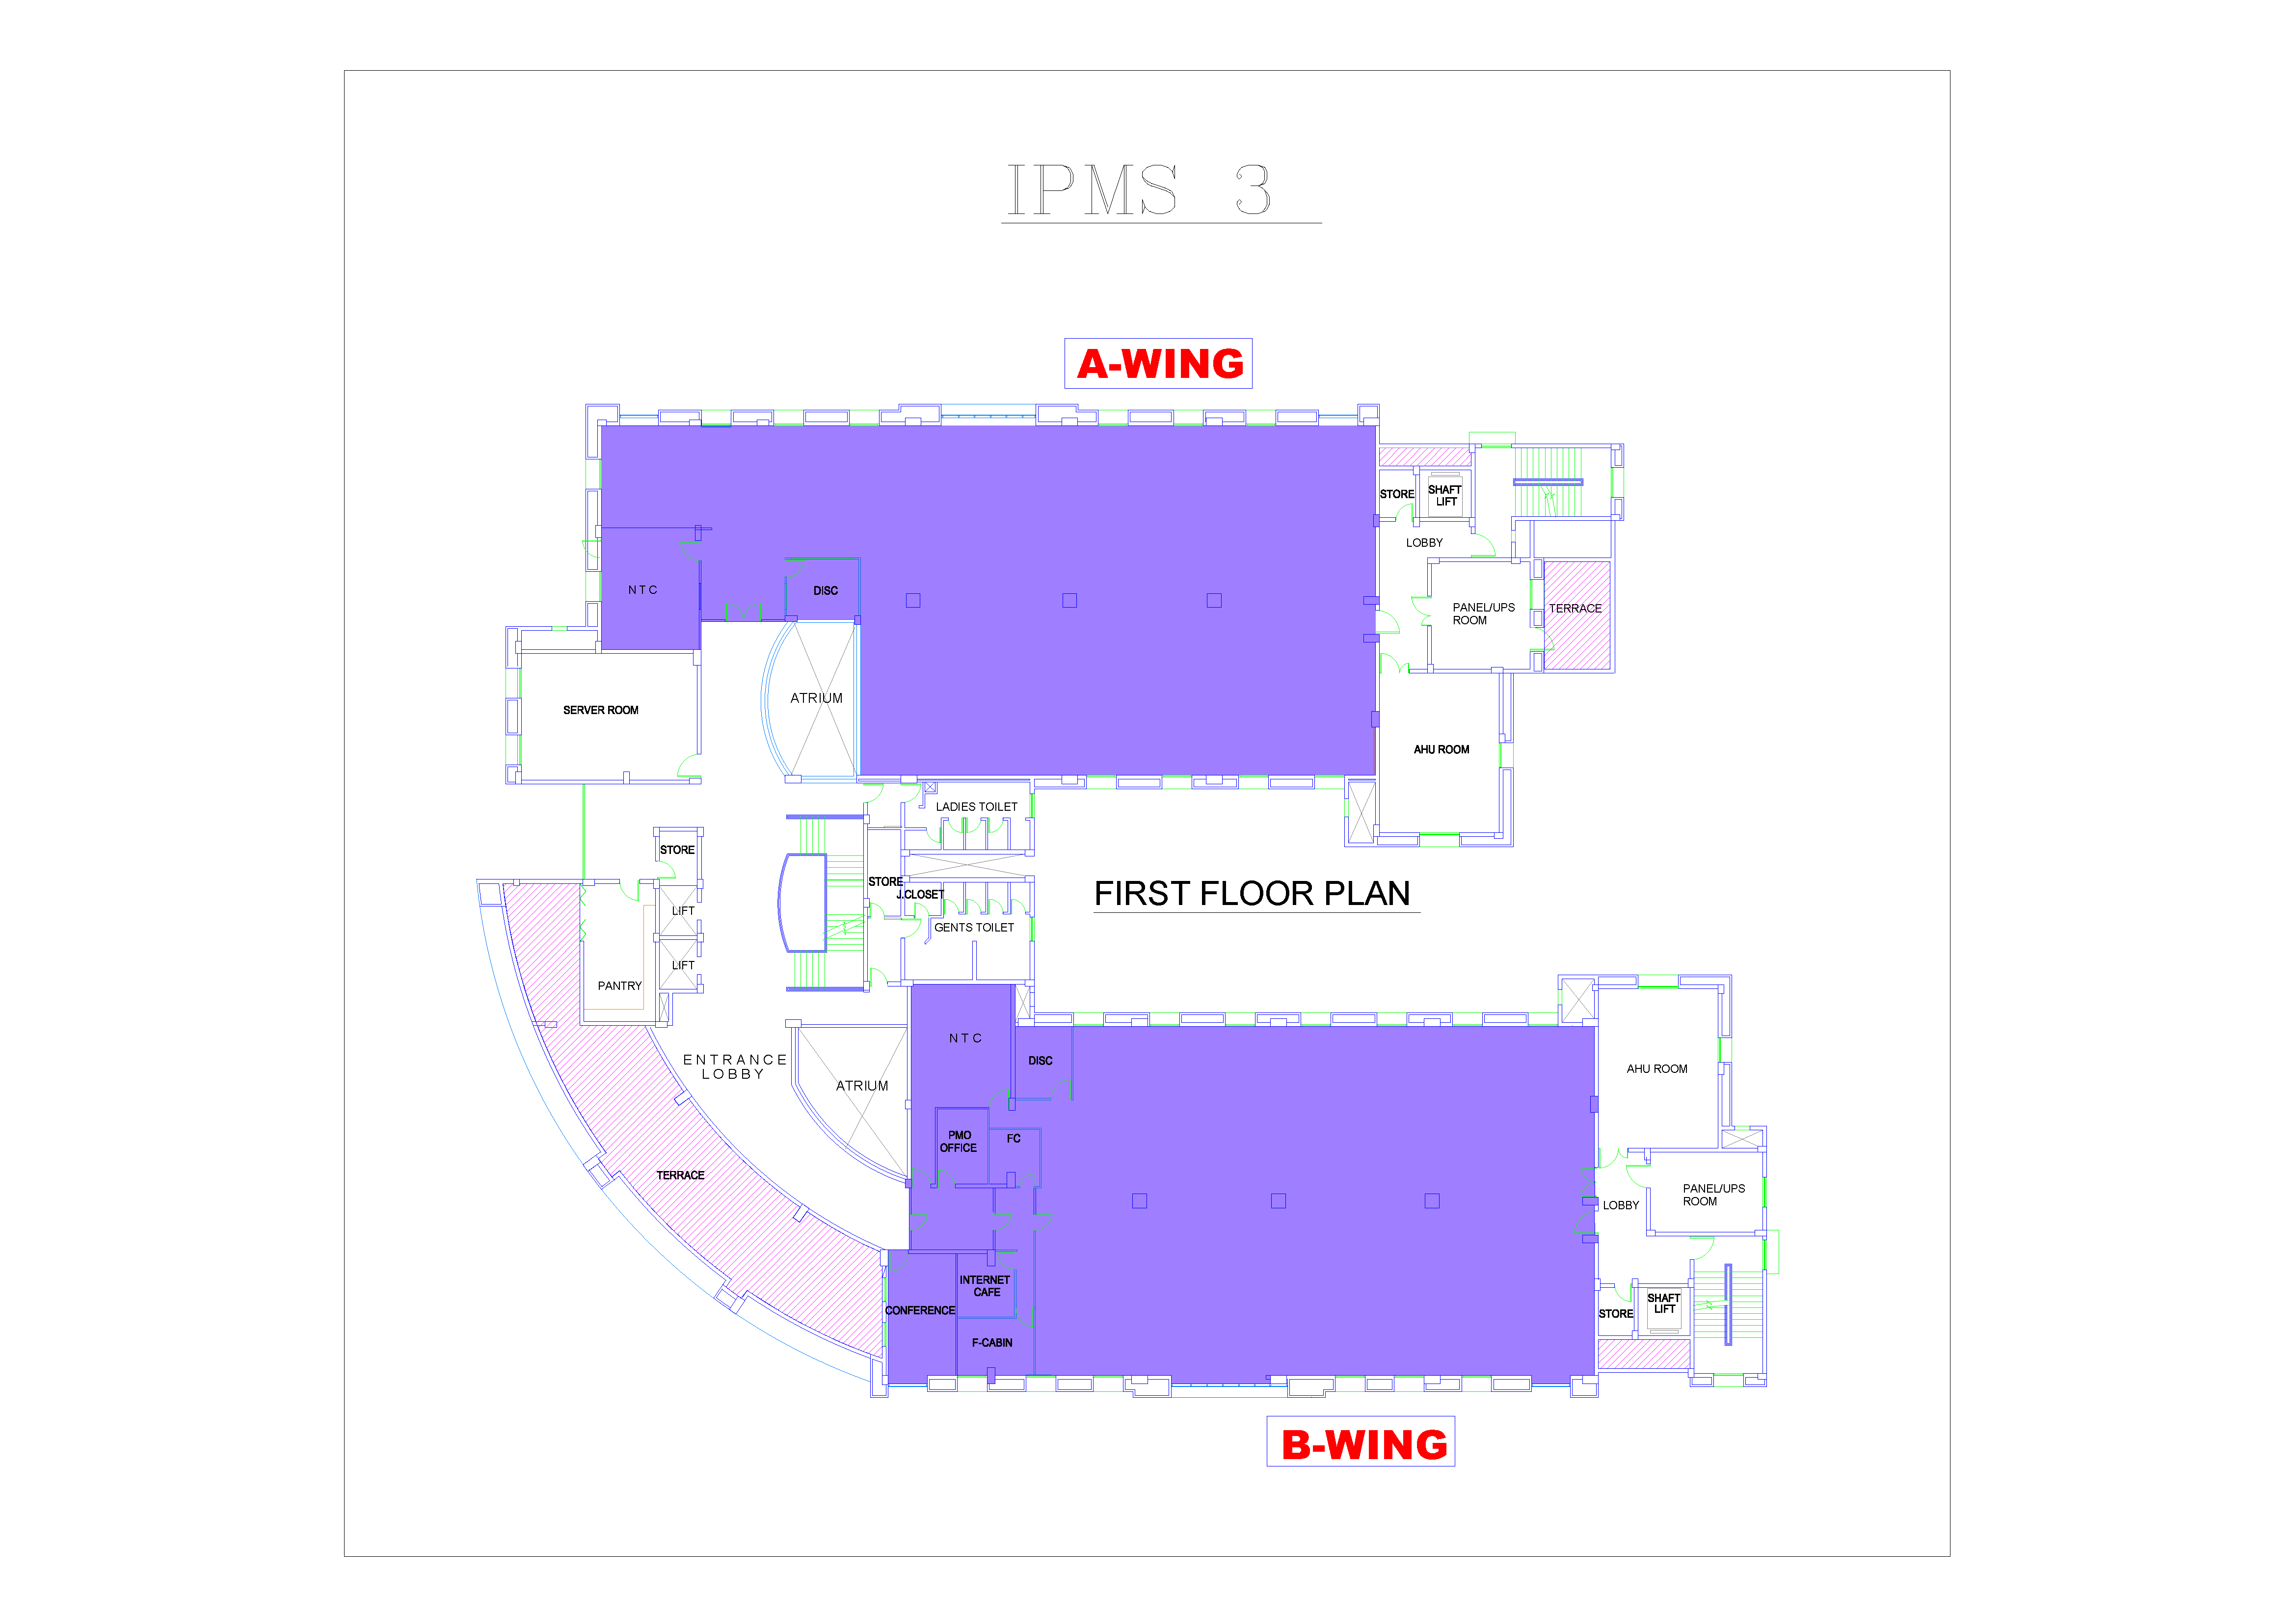 IPMS 3
A-WING
STORE
SHAFT
LIFT
LOBBY
N T C
DISC
PANEL/UPS
ROOM
TERRACE
ATRIUM
SERVER ROOM
AHU ROOM
LADIES TOILET
STORE
STORE
J.CLOSET
FIRST FLOOR PLAN
LIFT
GENTS TOILET
LIFT
PANTRY
N T C
ENTRANCE
LOBBY
DISC
AHU ROOM
ATRIUM
PMO
OFFICE
FC
TERRACE
PANEL/UPS
ROOM
LOBBY
INTERNET
CAFE
CONFERENCE
SHAFT
LIFT
STORE
F-CABIN
B-WING